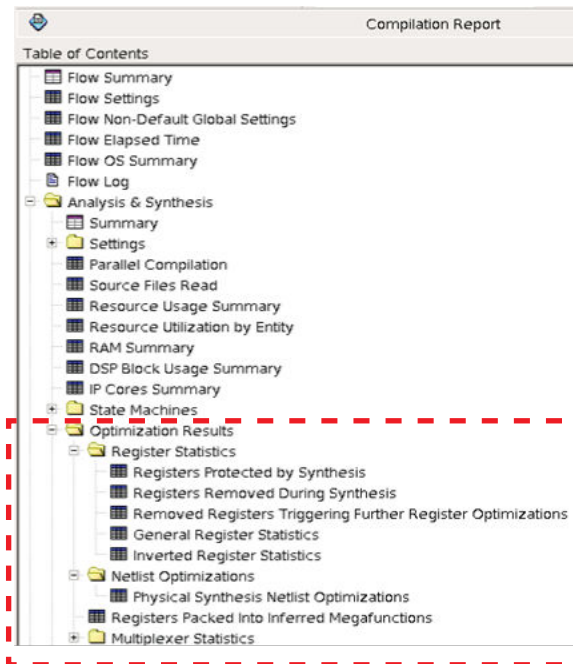 Compilation Report
Table of Contents
Flow Summary
Flow Settings
Flow Non-Default Global Settings
Flow Elapsed Time
Flow OS Summary
Flow Log
Analysis & Synthesis
Summary
Settings
Parallel Compilation
Source Files Read
Resource Usage Summary
Resource Utilization by Entity
RAM Summary
DSP Block Usage Summary
IP Cores Summary
State Machines
Optimization Results
Register Statistics
Registers Protected by Synthesis
Registers Removed During Synthesis
Removed Registers Triggering Further Register Optimizations
General Register Statistics
Inverted Register Statistics
Netlist Optimizations
Physical Synthesis Netlist Optimizations
Registers Packed Into Inferred Megafunctions
Multiplexer Statistics